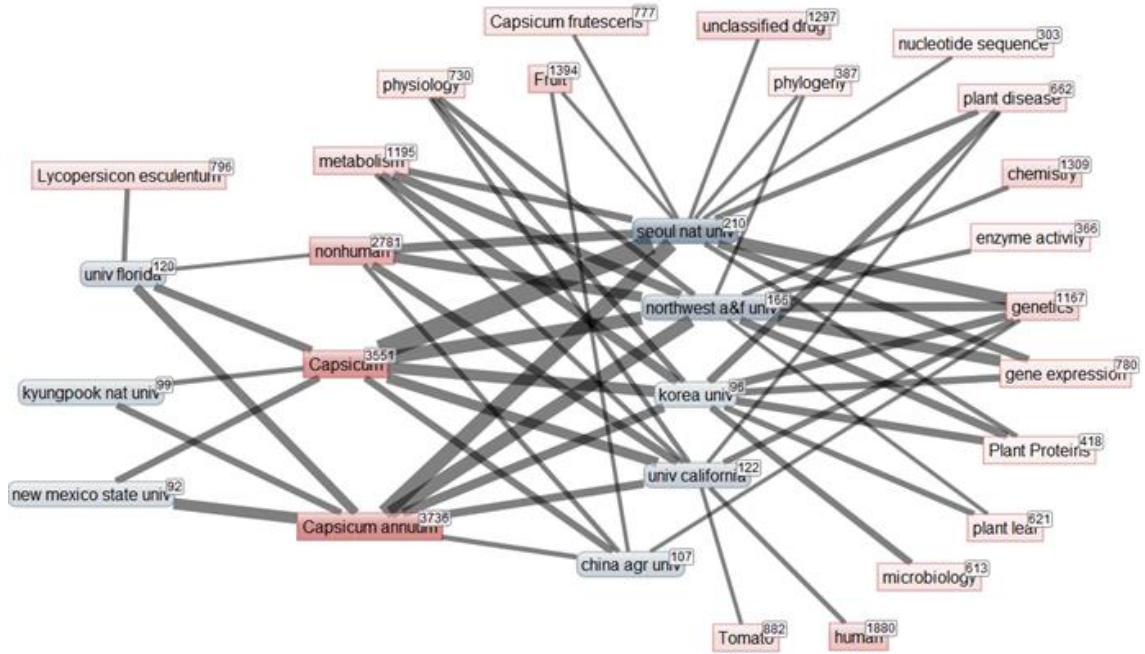 Capsicum frutescens 777
unclassified drug 1297
nucleotide sequence 303
physiology 730
Fruit 1394
phylogeny 387
plant disease 662
metabolism 1195
Lycopersicon esculentum 796
chemistry 1309
seoul nat univ 210
nonhuman 2781
enzyme activity 366
univ florida 120
northwest a&f univ 166
genetics 1167
Capsicum 3551
gene expression 780
kyungpook nat univ 99
korea univ 96
Plant Proteins 418
univ california 122
new mexico state univ 92
Capsicum annuum 3736
plant leaf 621
china agr univ 107
microbiology 613
Tomato 882
human 1880